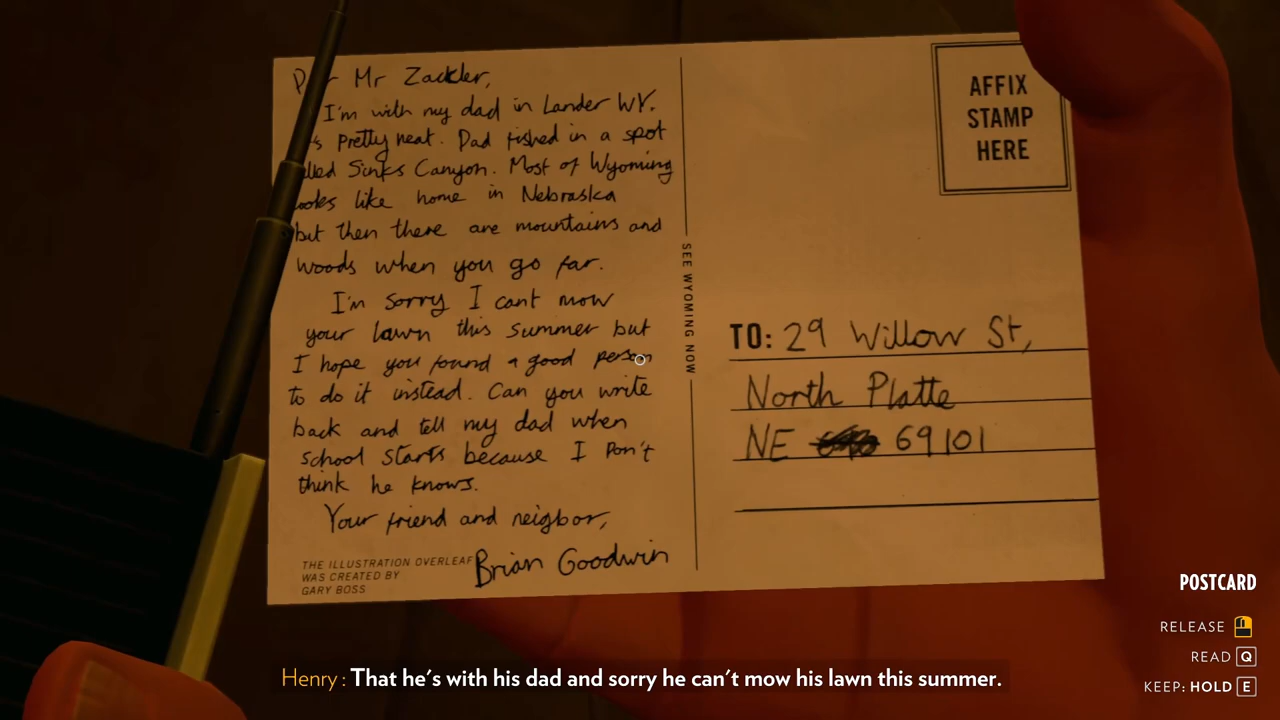 Mr Zackler,
I'm with my dad in Lander WY.
Pretty neat. Dad fished in a spot
Sinks Canyon. Most of Wyoming
like home in Nebraska
but then there are mountains and
woods when you go far.
I'm sorry I cant mow
your lawn this summer but
I hope you found a good person
to do it instead. Can you write
back and tell my dad when
school starts because I Don't
think he knows.
Your friend and neigbor,
Brian Goodwin
THE ILLUSTRATION OVERLEAF
WAS CREATED BY
GARY BOSS
SEE WYOMING NOW
AFFIX
STAMP
HERE
TO: 29 Willow St,
North Platte
NE 69101
POSTCARD
RELEASE
READ Q
KEEP: HOLD E
Henry: That he's with his dad and sorry he can't mow his lawn this summer.